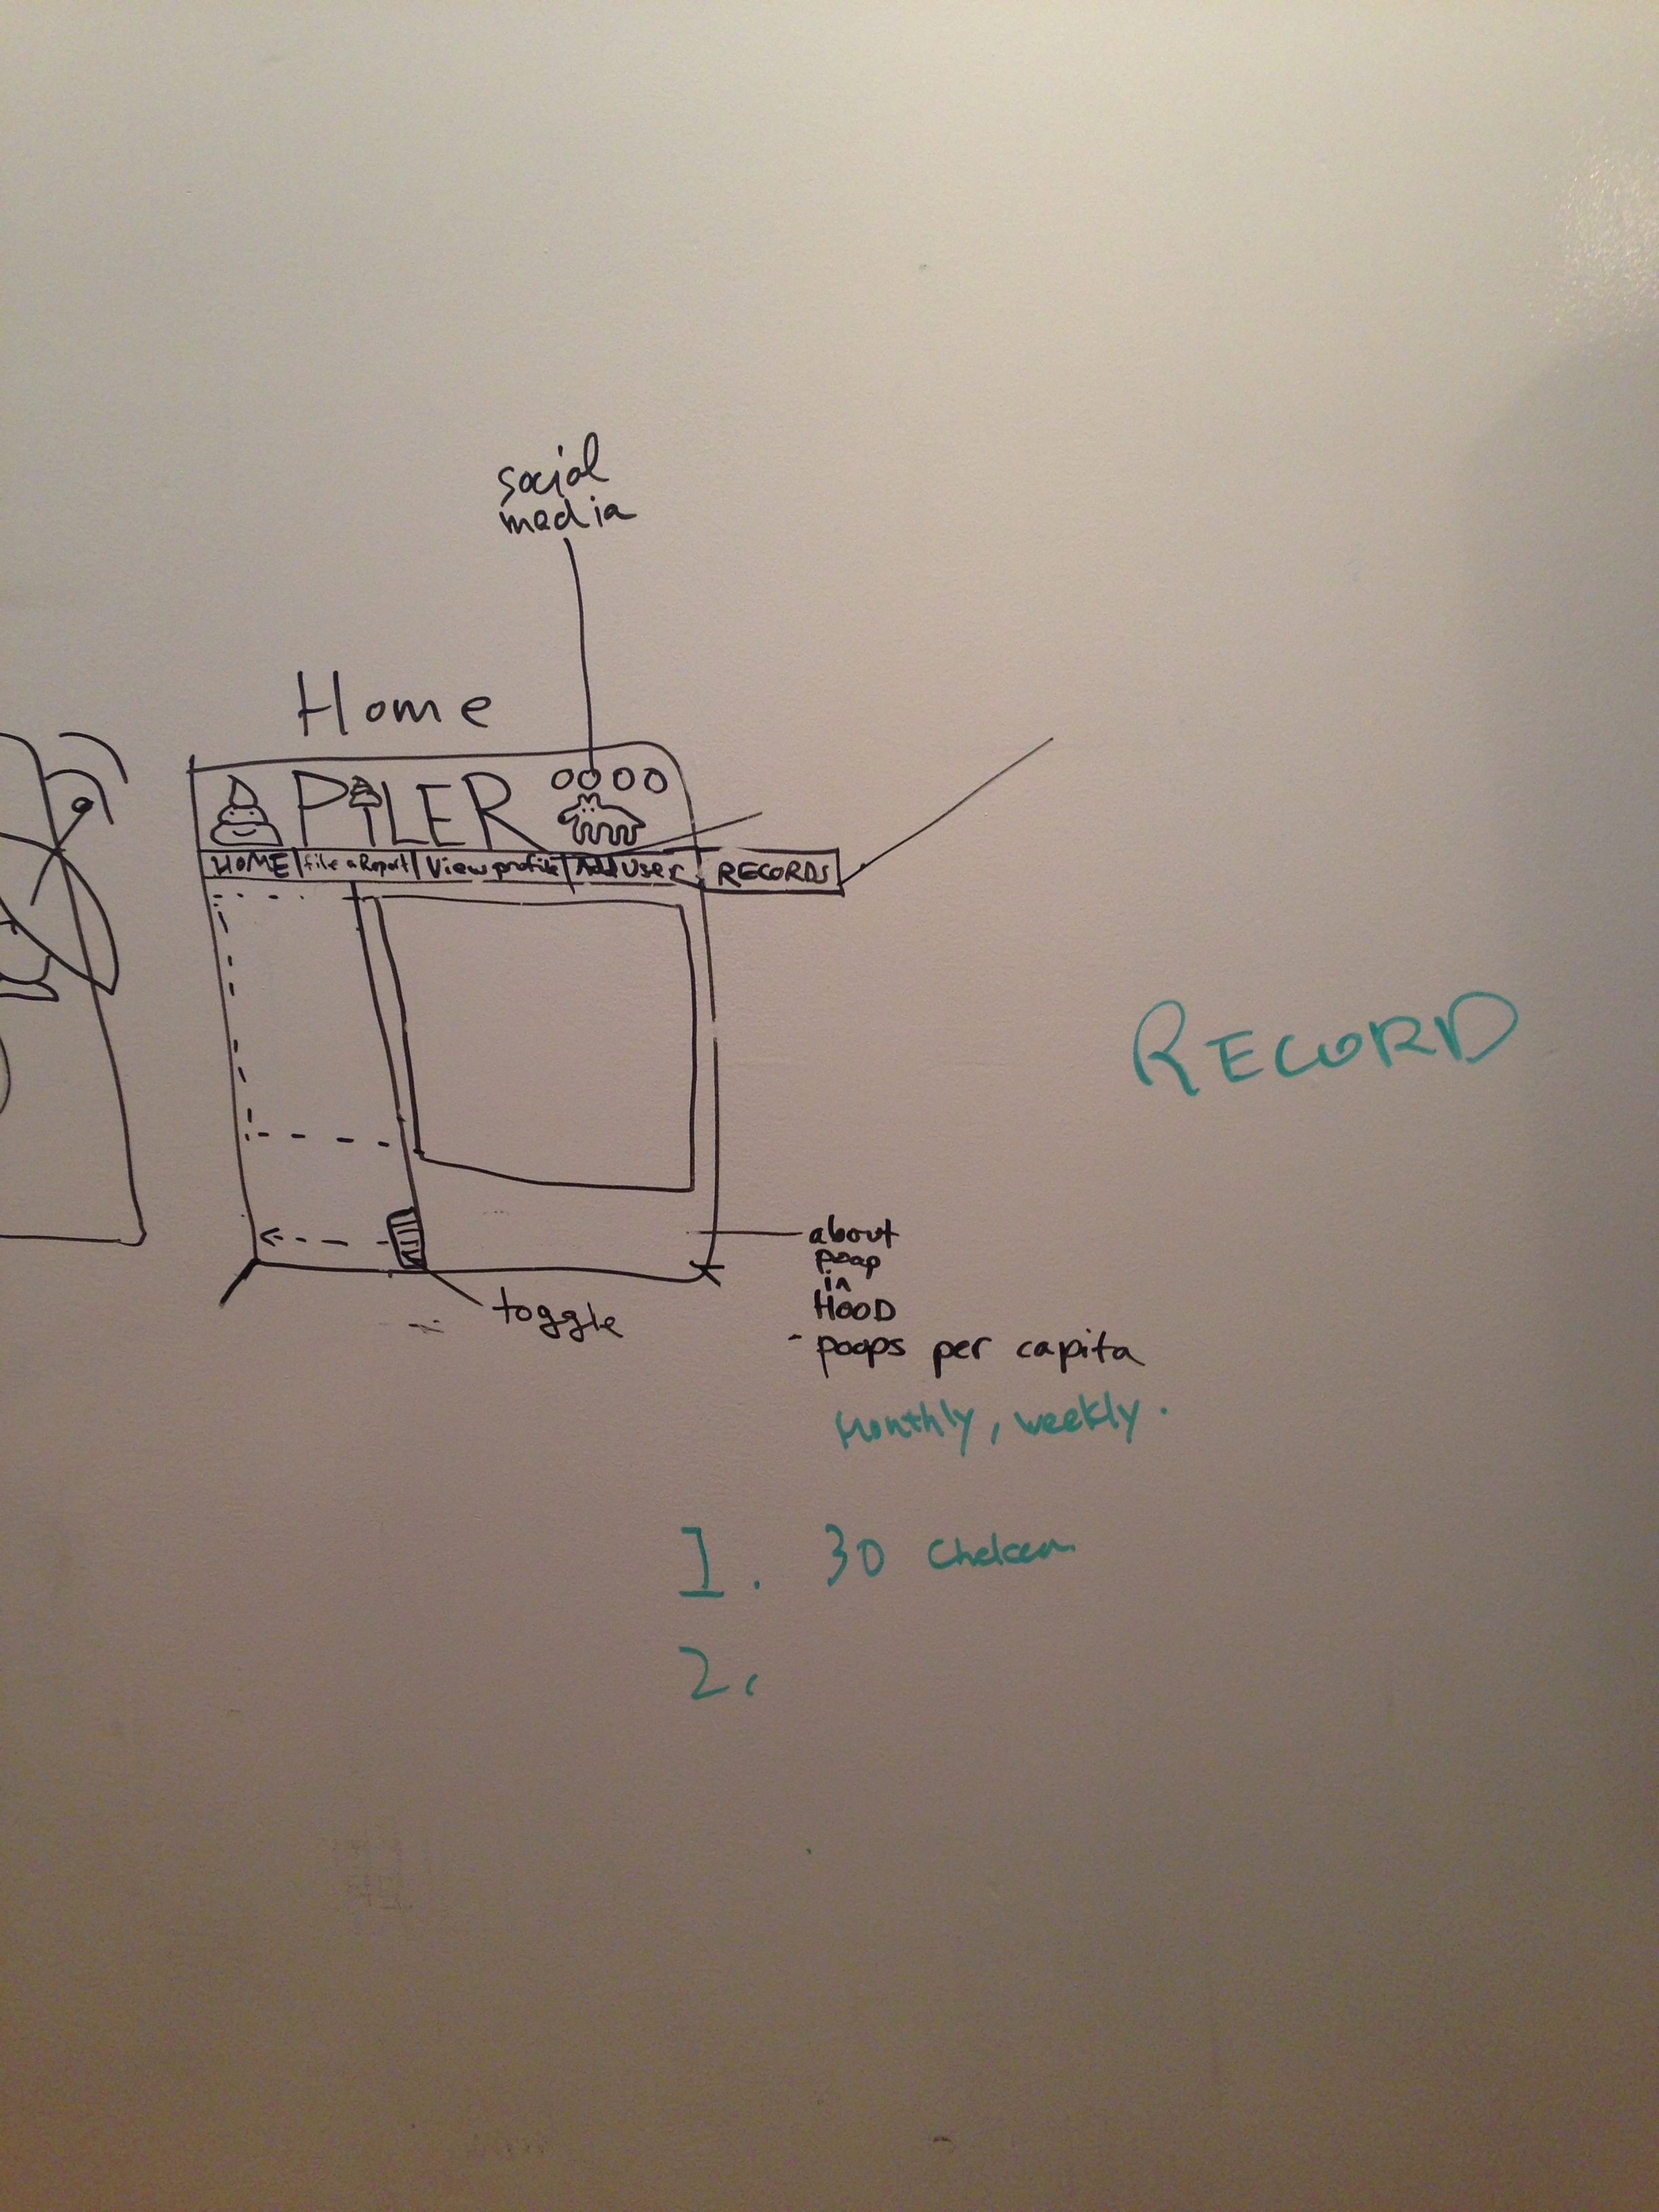 social
media
Home
PiLER
HOME | File a Report | View profile | Add User RECORDS
RECORD
toggle
about
poop
in
HOOD
- poops per capita
Monthly, weekly.
1. 30
2.